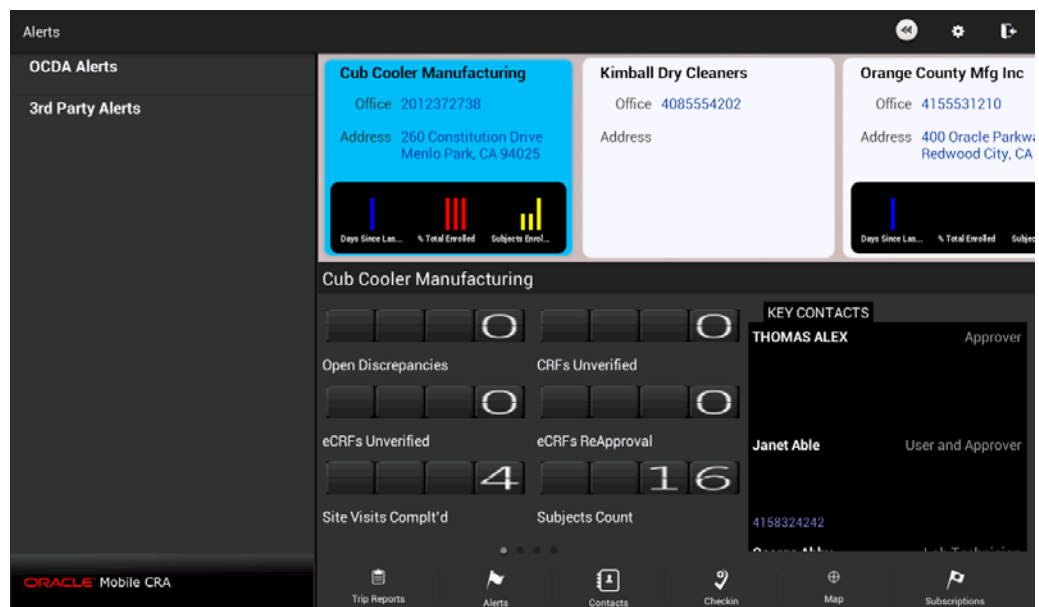 Alerts
OCDA Alerts
3rd Party Alerts
Cub Cooler Manufacturing
Office 2012372738
Address 260 Constitution Drive
Menlo Park, CA 94025
Days Since Las... % Total Enrolled Subjects Enrol...
Kimball Dry Cleaners
Office 4085554202
Address
Orange County Mfg Inc
Office 4155531210
Address 400 Oracle Parkwa
Redwood City, CA
Days Since Las... % Total Enrolled Subjec
Cub Cooler Manufacturing
0 0
Open Discrepancies CRFs Unverified
0 0
eCRFs Unverified eCRFs ReApproval
4 16
Site Visits Complt'd Subjects Count
KEY CONTACTS
THOMAS ALEX Approver
Janet Able User and Approver
4158324242
ORACLE Mobile CRA
Trip Reports Alerts Contacts Checkin Map Subscriptions